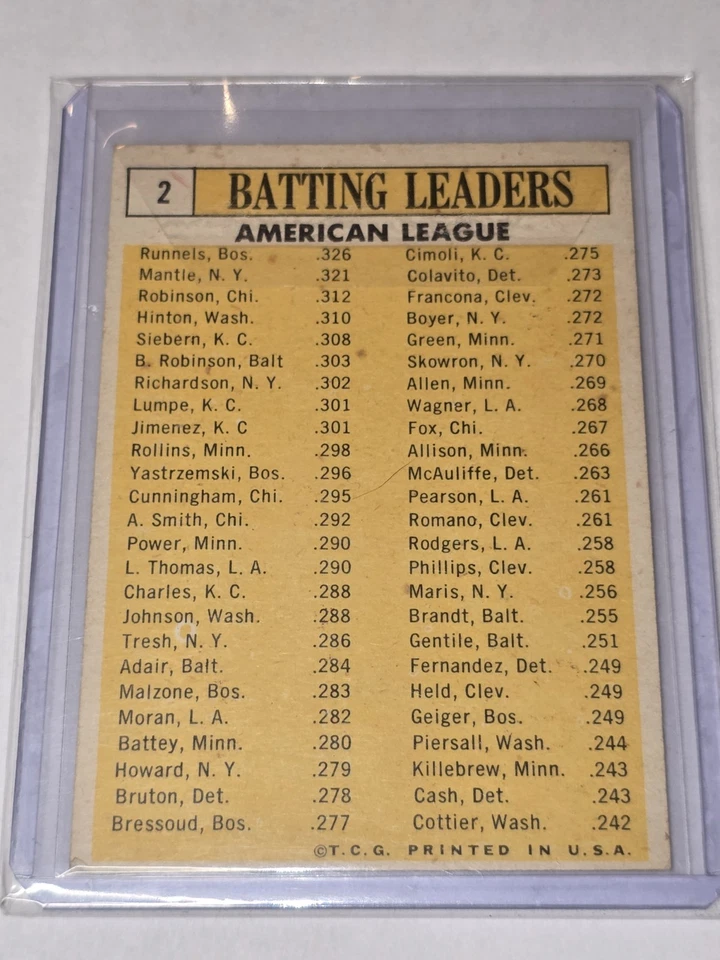 2 BATTING LEADERS
AMERICAN LEAGUE
Runnels, Bos. .326
Mantle, N. Y. .321
Robinson, Chi. .312
Hinton, Wash. .310
Siebern, K. C. .308
B. Robinson, Balt .303
Richardson, N. Y. .302
Lumpe, K. C. .301
Jimenez, K. C .301
Rollins, Minn. .298
Yastrzemski, Bos. .296
Cunningham, Chi. .295
A. Smith, Chi. .292
Power, Minn. .290
L. Thomas, L. A. .290
Charles, K. C. .288
Johnson, Wash. .288
Tresh, N. Y. .286
Adair, Balt. .284
Malzone, Bos. .283
Moran, L. A. .282
Battey, Minn. .280
Howard, N. Y. .279
Bruton, Det. .278
Bressoud, Bos. .277
Cimoli, K. C. .275
Colavito, Det. .273
Francona, Clev. .272
Boyer, N. Y. .272
Green, Minn. .271
Skowron, N. Y. .270
Allen, Minn. .269
Wagner, L. A. .268
Fox, Chi. .267
Allison, Minn. .266
McAuliffe, Det. .263
Pearson, L. A. .261
Romano, Clev. .261
Rodgers, L. A. .258
Phillips, Clev. .258
Maris, N. Y. .256
Brandt, Balt. .255
Gentile, Balt. .251
Fernandez, Det. .249
Held, Clev. .249
Geiger, Bos. .249
Piersall, Wash. .244
Killebrew, Minn. .243
Cash, Det. .243
Cottier, Wash. .242
©T.C.G. PRINTED IN U.S.A.